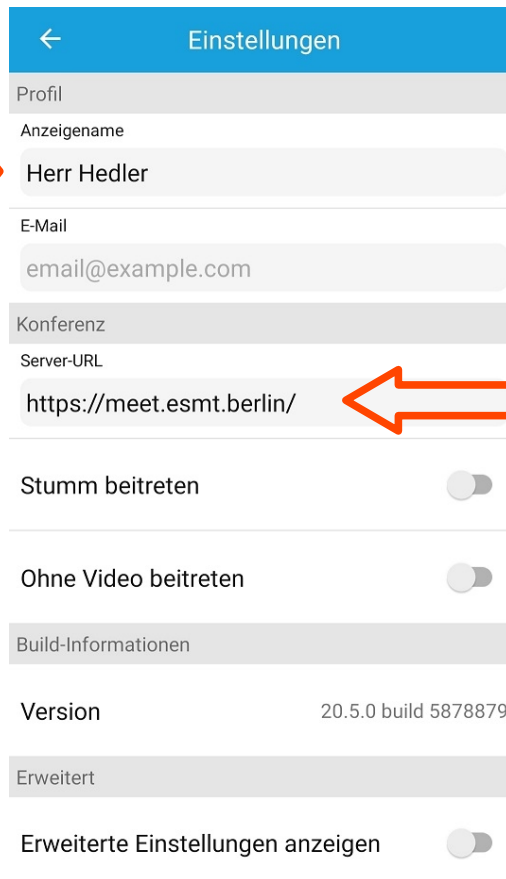 Einstellungen
Profil
Anzeigename
Herr Hedler
E-Mail
email@example.com
Konferenz
Server-URL
https://meet.esmt.berlin/
Stumm beitreten
Ohne Video beitreten
Build-Informationen
Version 20.5.0 build 5878879
Erweitert
Erweiterte Einstellungen anzeigen